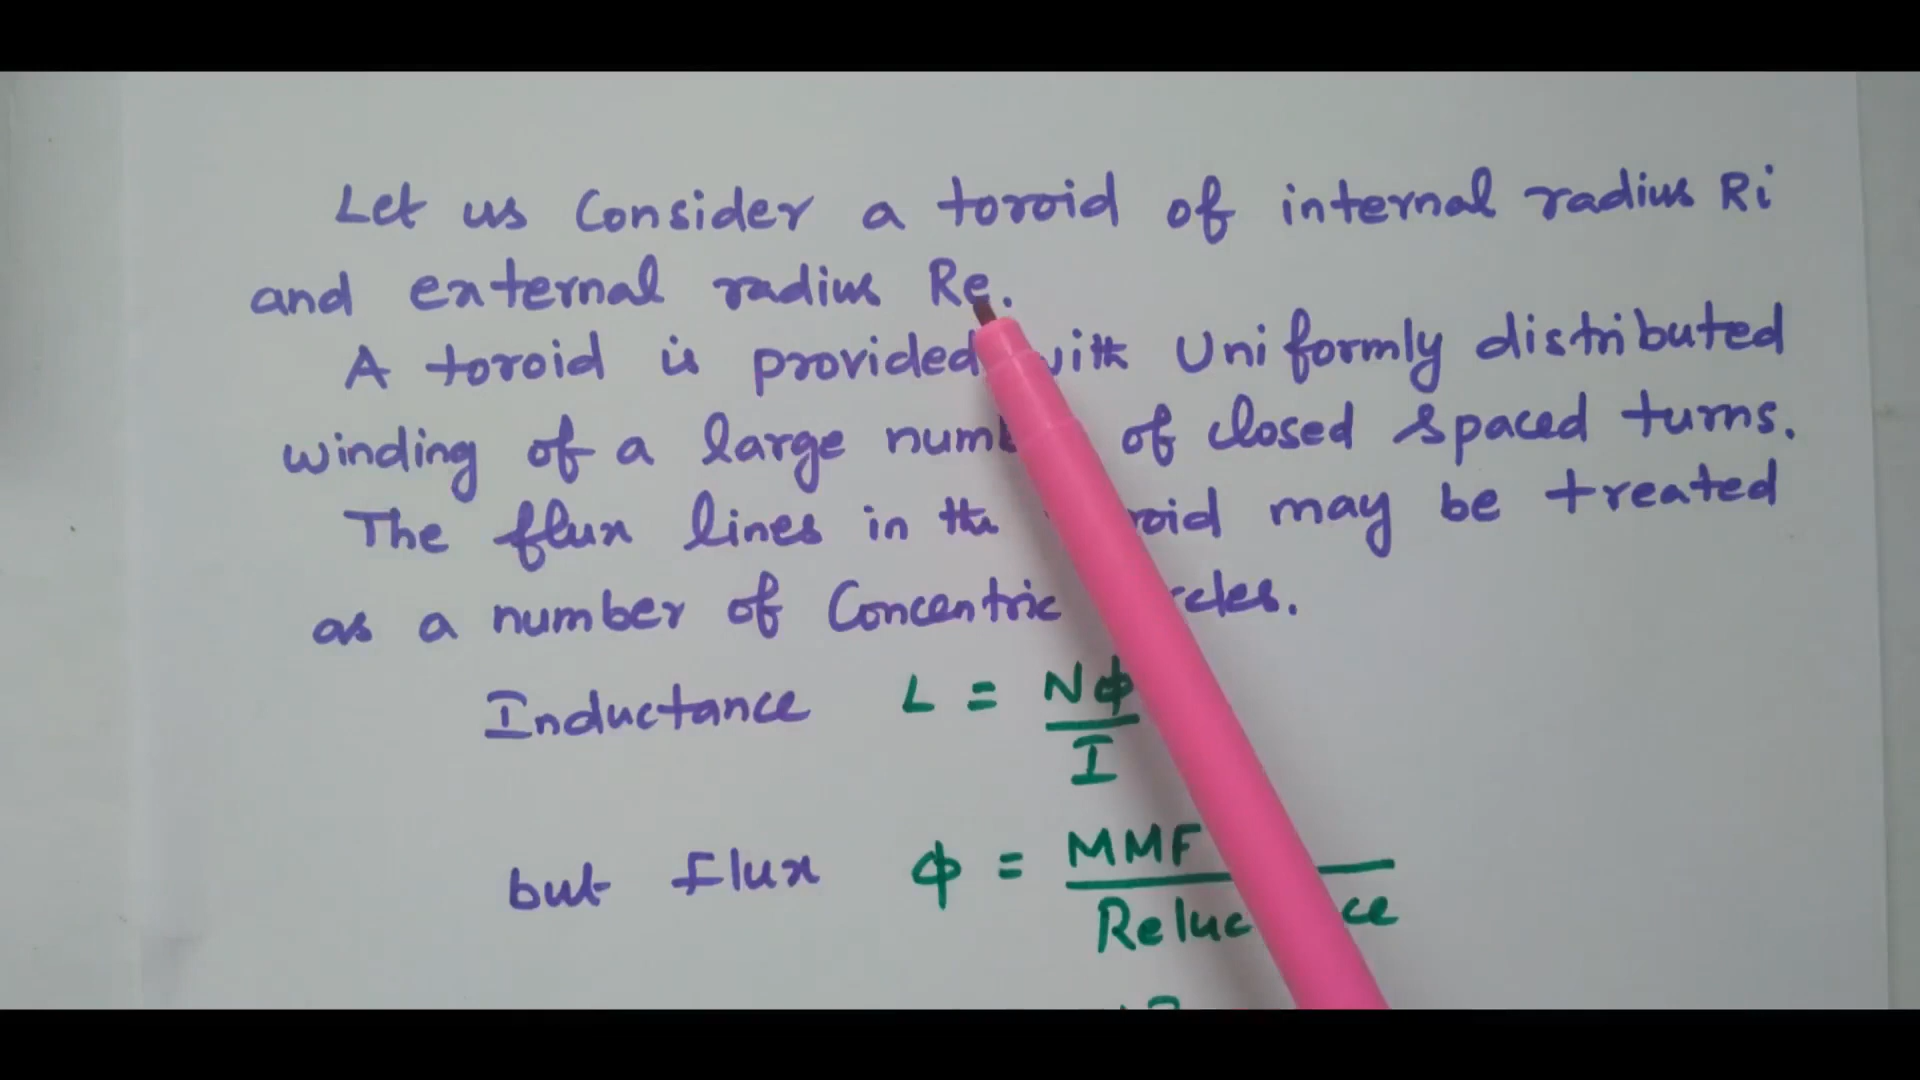 Let us Consider a toroid of internal radius Ri
and external radius Re.
A toroid is provided with Uniformly distributed
winding of a large of closed spaced turns.
The flux lines in the may be treated
as a number of Concentric
Inductance L = Nϕ / I
but flux ϕ = MMF / Reluctance